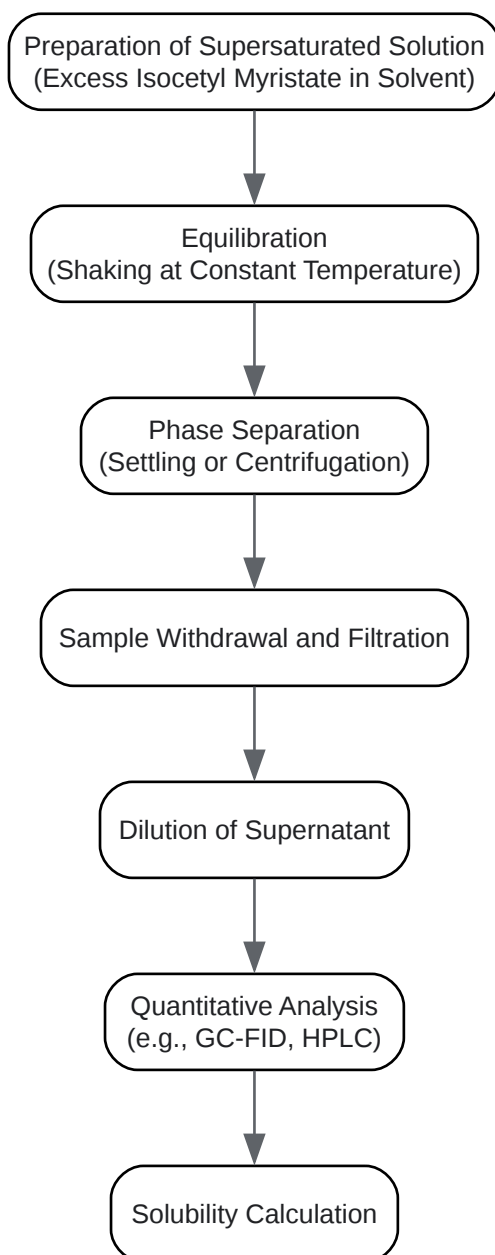 Preparation of Supersaturated Solution
(Excess Isocetyl Myristate in Solvent)
Equilibration
(Shaking at Constant Temperature)
Phase Separation
(Settling or Centrifugation)
Sample Withdrawal and Filtration
Dilution of Supernatant
Quantitative Analysis
(e.g., GC-FID, HPLC)
Solubility Calculation